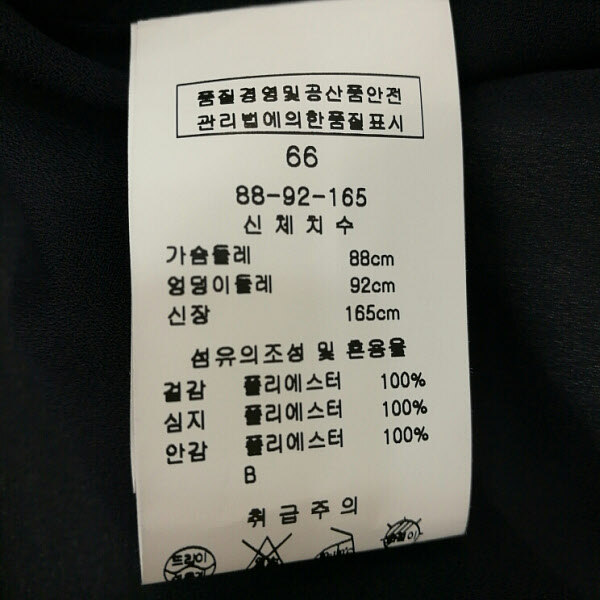 품질경영및공산품안전
관리법에의한품질표시
66
88-92-165
신체치수
가슴둘레 88cm
엉덩이둘레 92cm
신장 165cm
섬유의조성 및 혼용율
겉감 폴리에스터 100%
심지 폴리에스터 100%
안감 폴리에스터 100%
B
취급주의
드라이